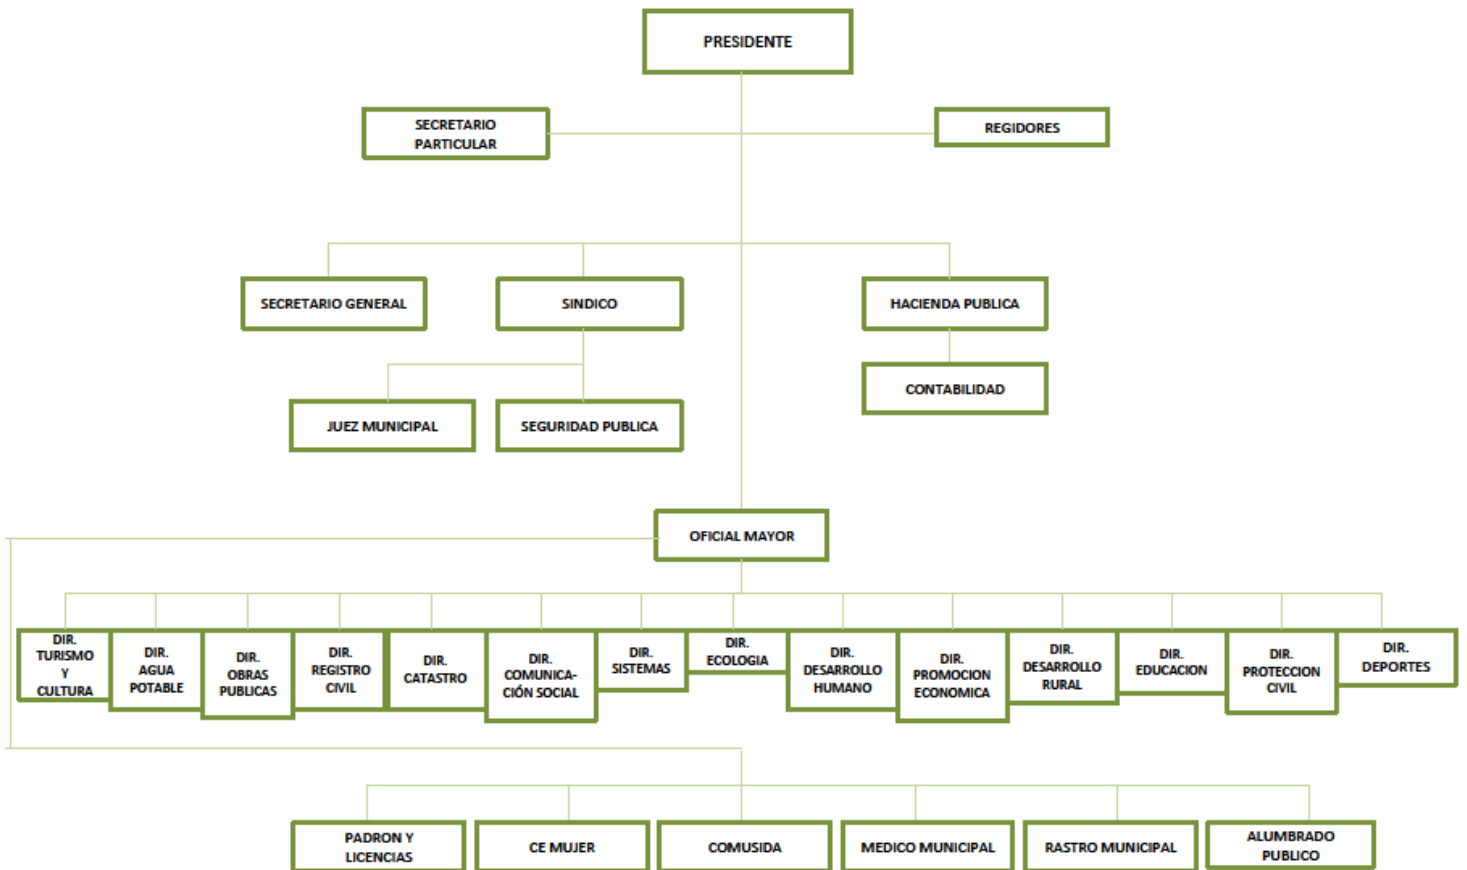 PRESIDENTE
SECRETARIO
PARTICULAR
REGIDORES
SECRETARIO GENERAL
SINDICO
HACIENDA PUBLICA
CONTABILIDAD
JUEZ MUNICIPAL
SEGURIDAD PUBLICA
OFICIAL MAYOR
DIR.
TURISMO
Y
CULTURA
DIR.
AGUA
POTABLE
DIR.
OBRAS
PUBLICAS
DIR.
REGISTRO
CIVIL
DIR.
CATASTRO
DIR.
COMUNICA-
CIÓN SOCIAL
DIR.
SISTEMAS
DIR.
ECOLOGIA
DIR.
DESARROLLO
HUMANO
DIR.
PROMOCION
ECONOMICA
DIR.
DESARROLLO
RURAL
DIR.
EDUCACION
DIR.
PROTECCION
CIVIL
DIR.
DEPORTES
PADRON Y
LICENCIAS
CE MUJER
COMUSIDA
MEDICO MUNICIPAL
RASTRO MUNICIPAL
ALUMBRADO
PUBLICO